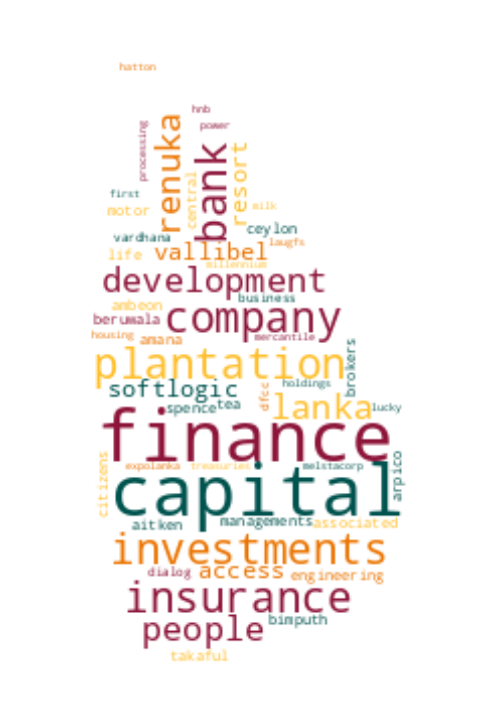 hatton
hnb
power
processing
renuka
bank
resort
central
first
motor
milk
ceylon
vardhana
laugfs
life
vallibel
millennium
development
business
ambeon
beruwala
company
housing
amana
mercantile
brokers
plantation
softlogic
holdings
dfcc
lanka
lucky
spence
tea
finance
citizens
expolanka
treasuries
melstacorp
arpico
capital
aitken
managements
associated
investments
dialog
access
engineering
insurance
people
bimputh
takaful